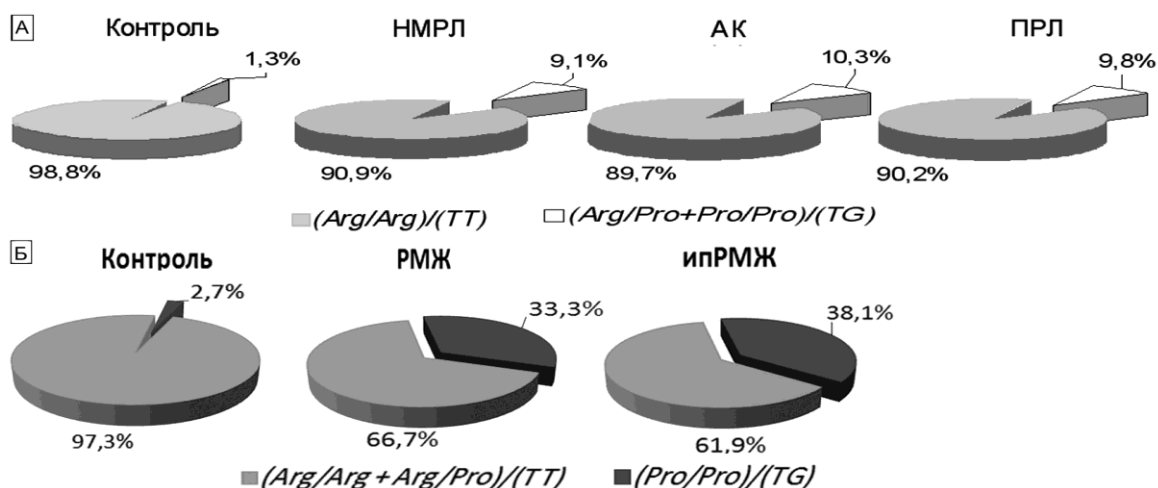 А Контроль НМРЛ АК ПРЛ
1,3% 9,1% 10,3% 9,8%
98,8% 90,9% 89,7% 90,2%
(Arg/Arg)/(TT) (Arg/Pro+Pro/Pro)/(TG)
Б Контроль РМЖ ипРМЖ
2,7% 33,3% 38,1%
97,3% 66,7% 61,9%
(Arg/Arg + Arg/Pro)/(TT) (Pro/Pro)/(TG)